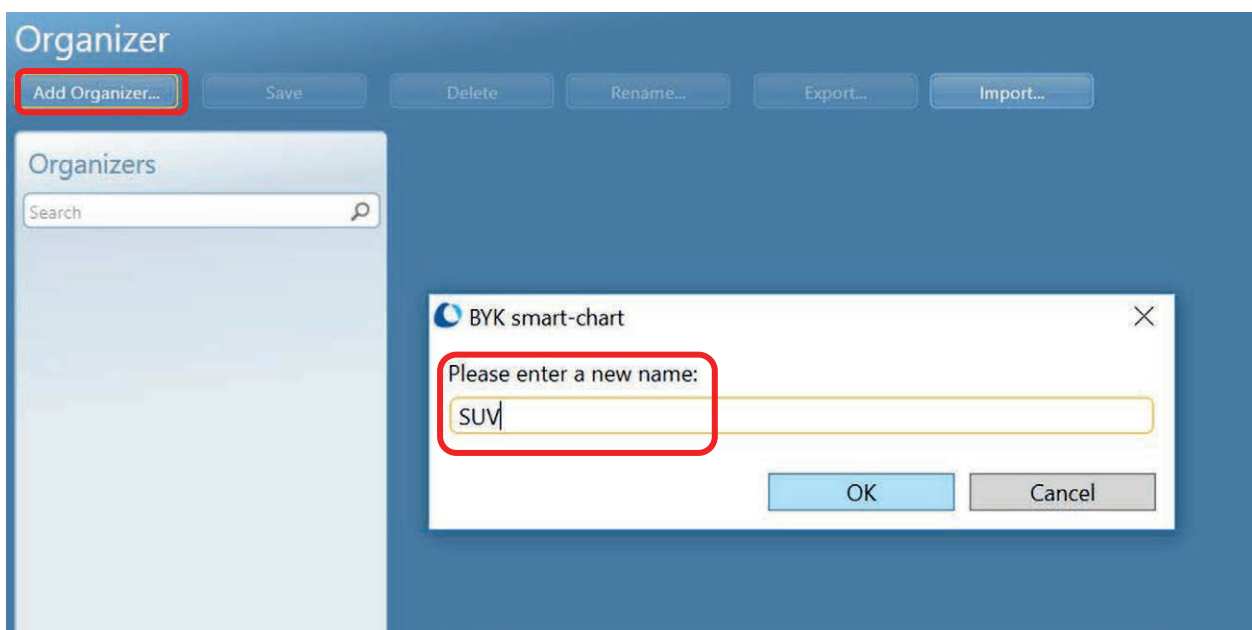 Organizer
Add Organizer... Save Delete Rename... Export... Import...
Organizers
Search
BYK smart-chart
Please enter a new name:
SUV
OK Cancel